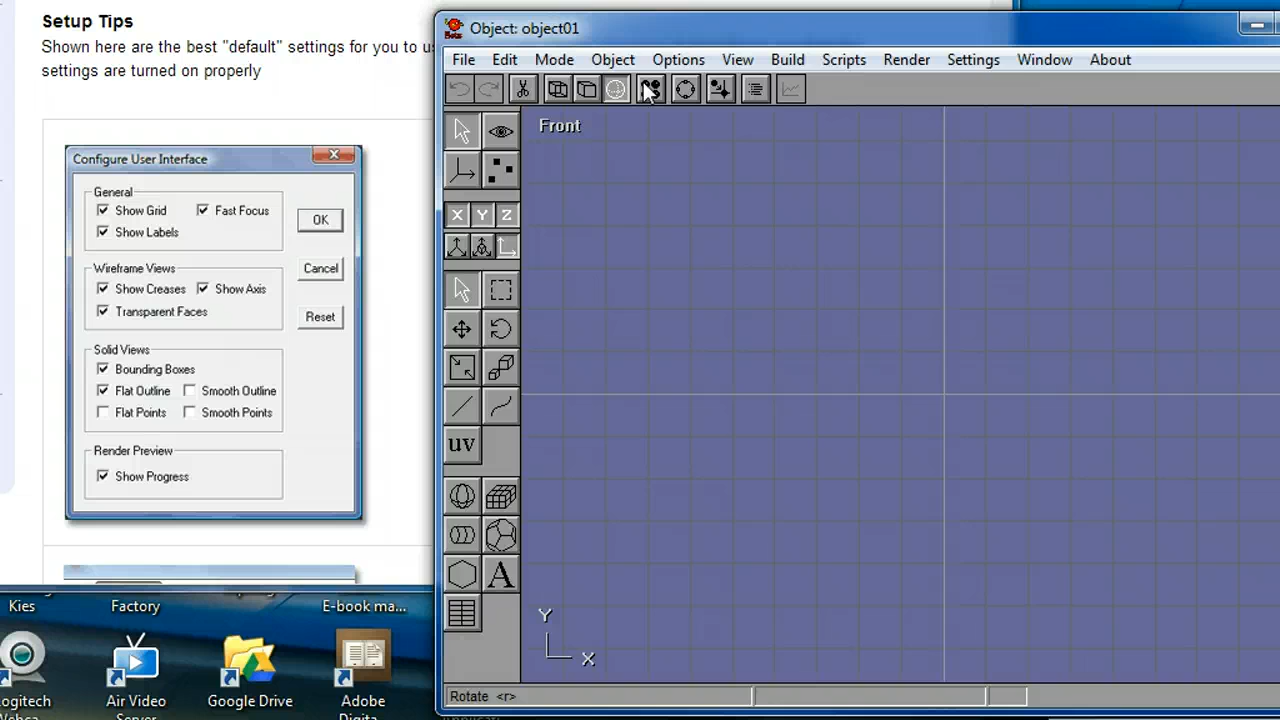 Setup Tips
Shown here are the best "default" settings for you to
settings are turned on properly
Configure User Interface
General
Show Grid
Fast Focus
Show Labels
OK
Wireframe Views
Show Creases
Show Axis
Transparent Faces
Cancel
Reset
Solid Views
Bounding Boxes
Flat Outline
Smooth Outline
Flat Points
Smooth Points
Render Preview
Show Progress
Kies
Factory
E-book ma...
Logitech
Air Video
Server
Google Drive
Adobe
Object: object01
File Edit Mode Object Options View Build Scripts Render Settings Window About
Front
X Y Z
uv
A
Y
X
Rotate <r>